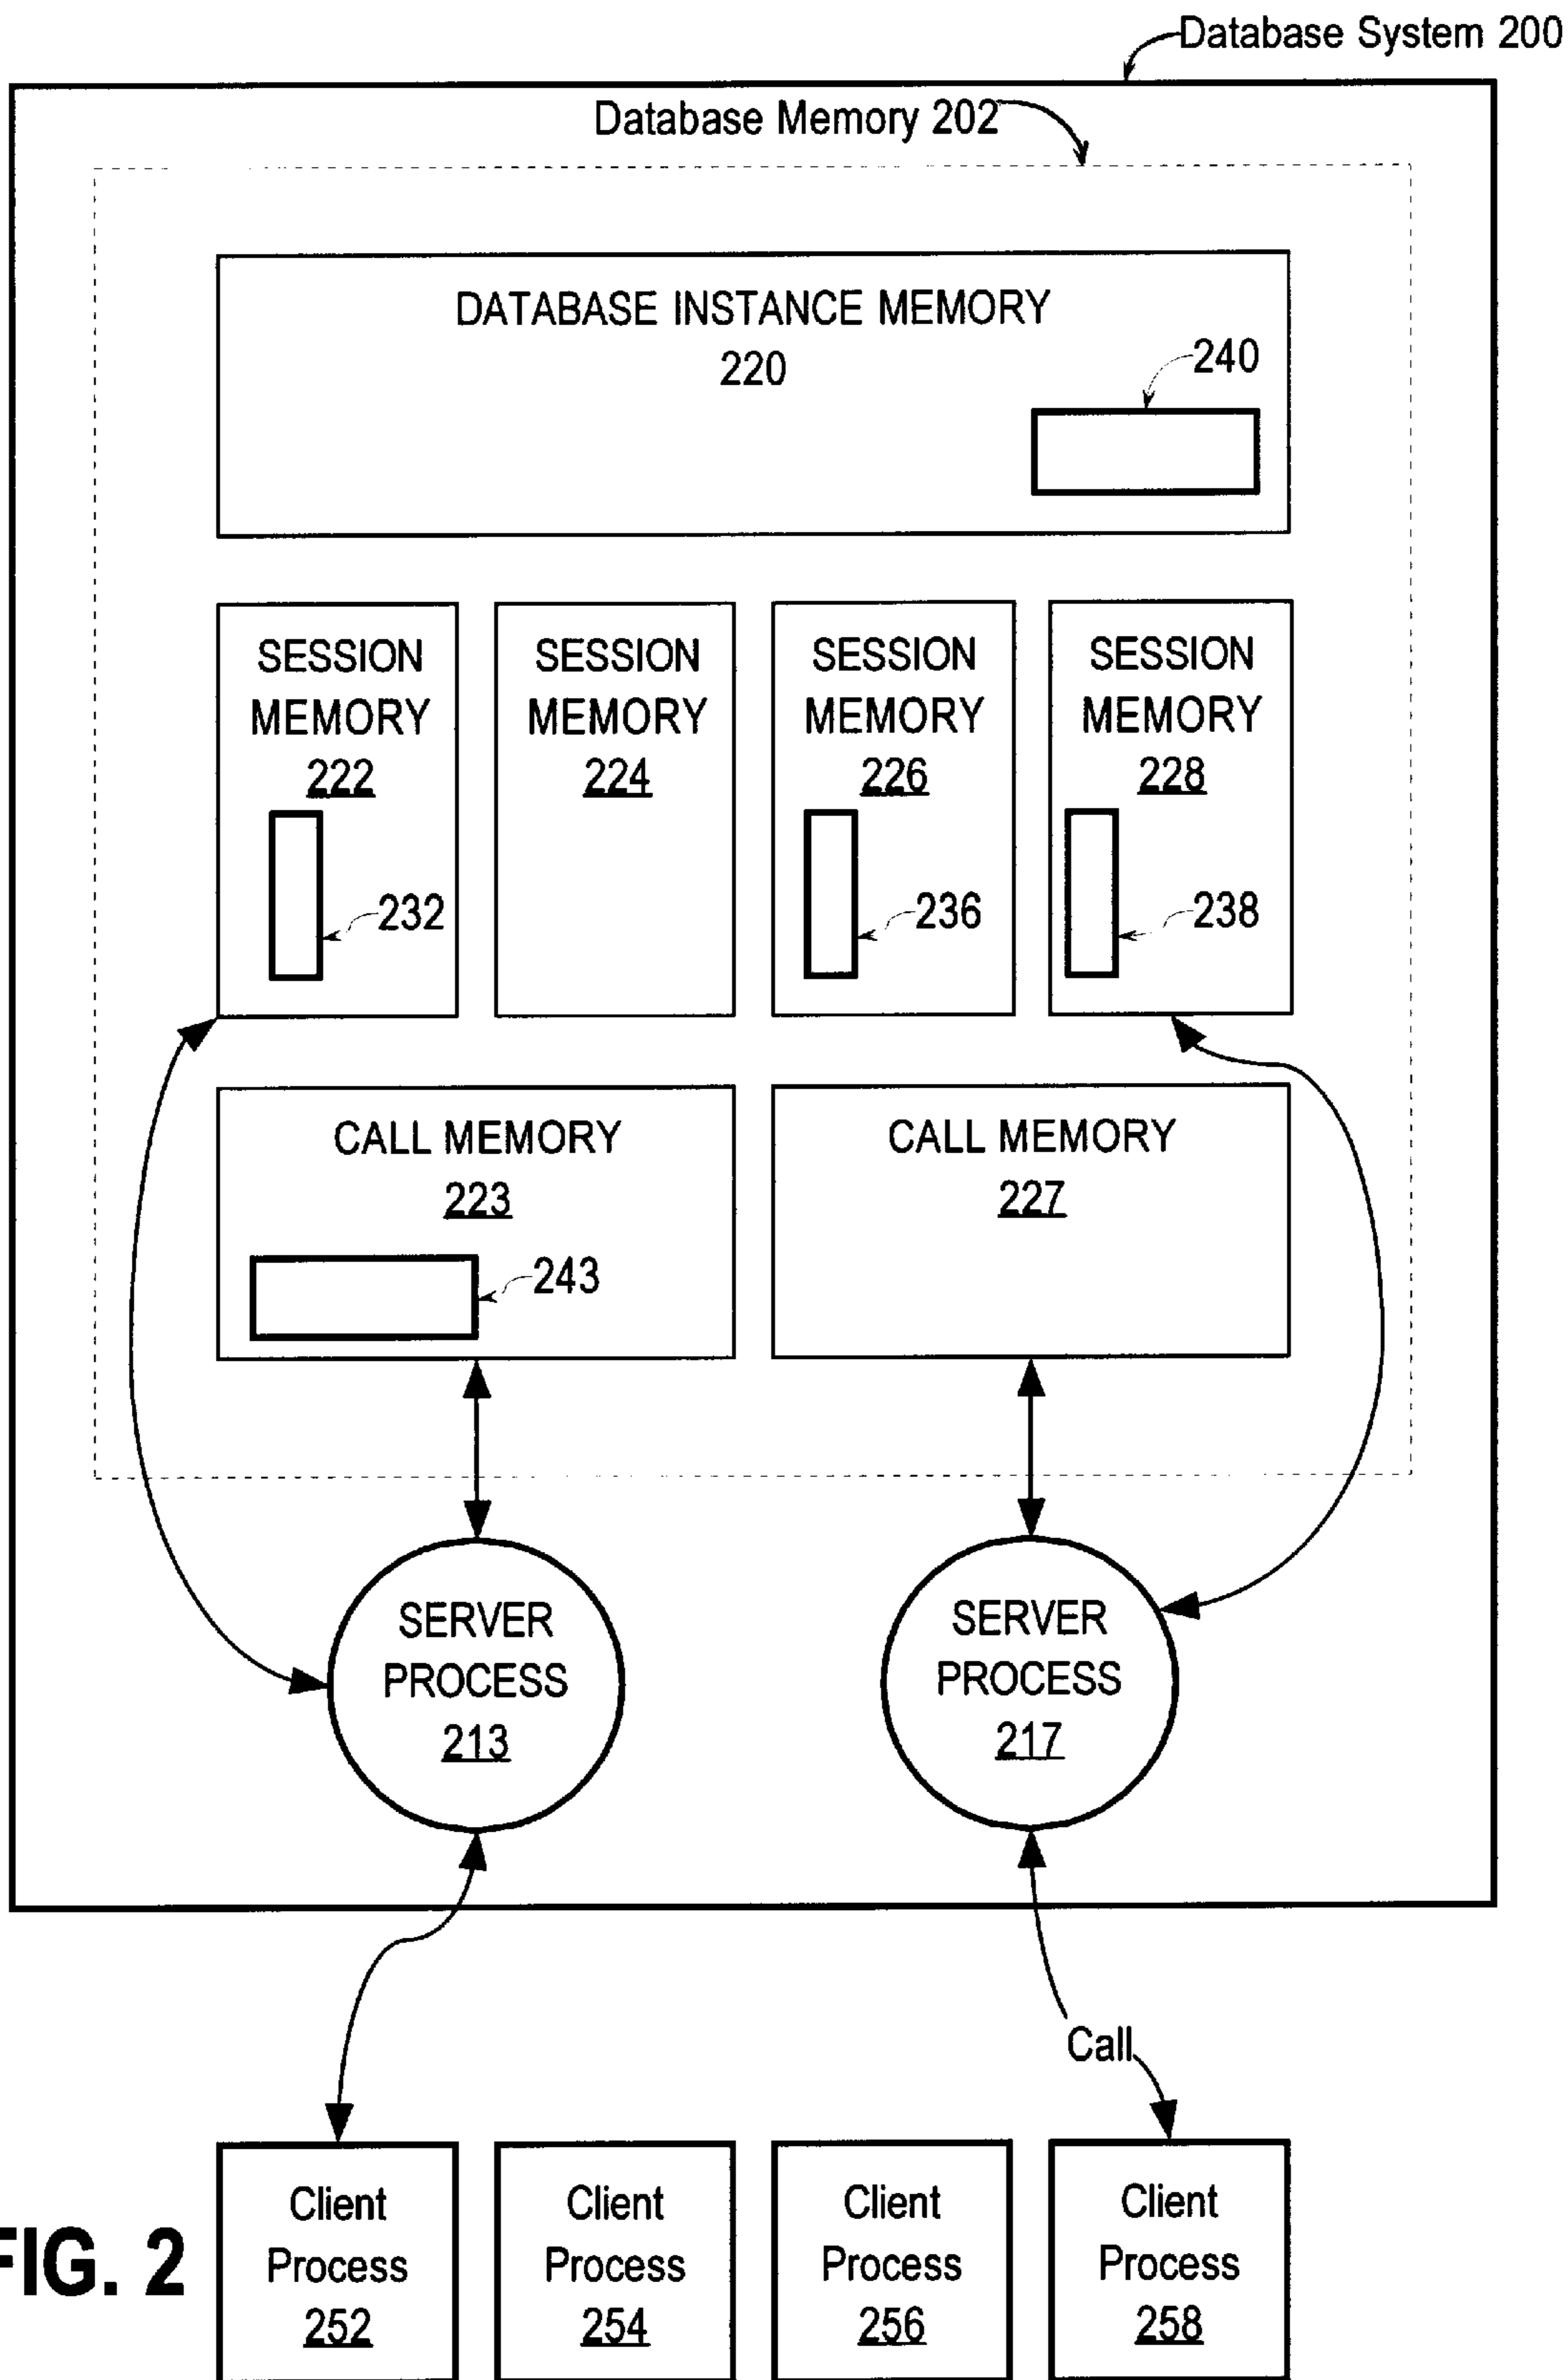 Database System 200
Database Memory 202
DATABASE INSTANCE MEMORY
220
240
SESSION
MEMORY
222
232
SESSION
MEMORY
224
SESSION
MEMORY
226
236
SESSION
MEMORY
228
238
CALL MEMORY
223
243
CALL MEMORY
227
SERVER
PROCESS
213
SERVER
PROCESS
217
Call
Client
Process
252
Client
Process
254
Client
Process
256
Client
Process
258
FIG. 2